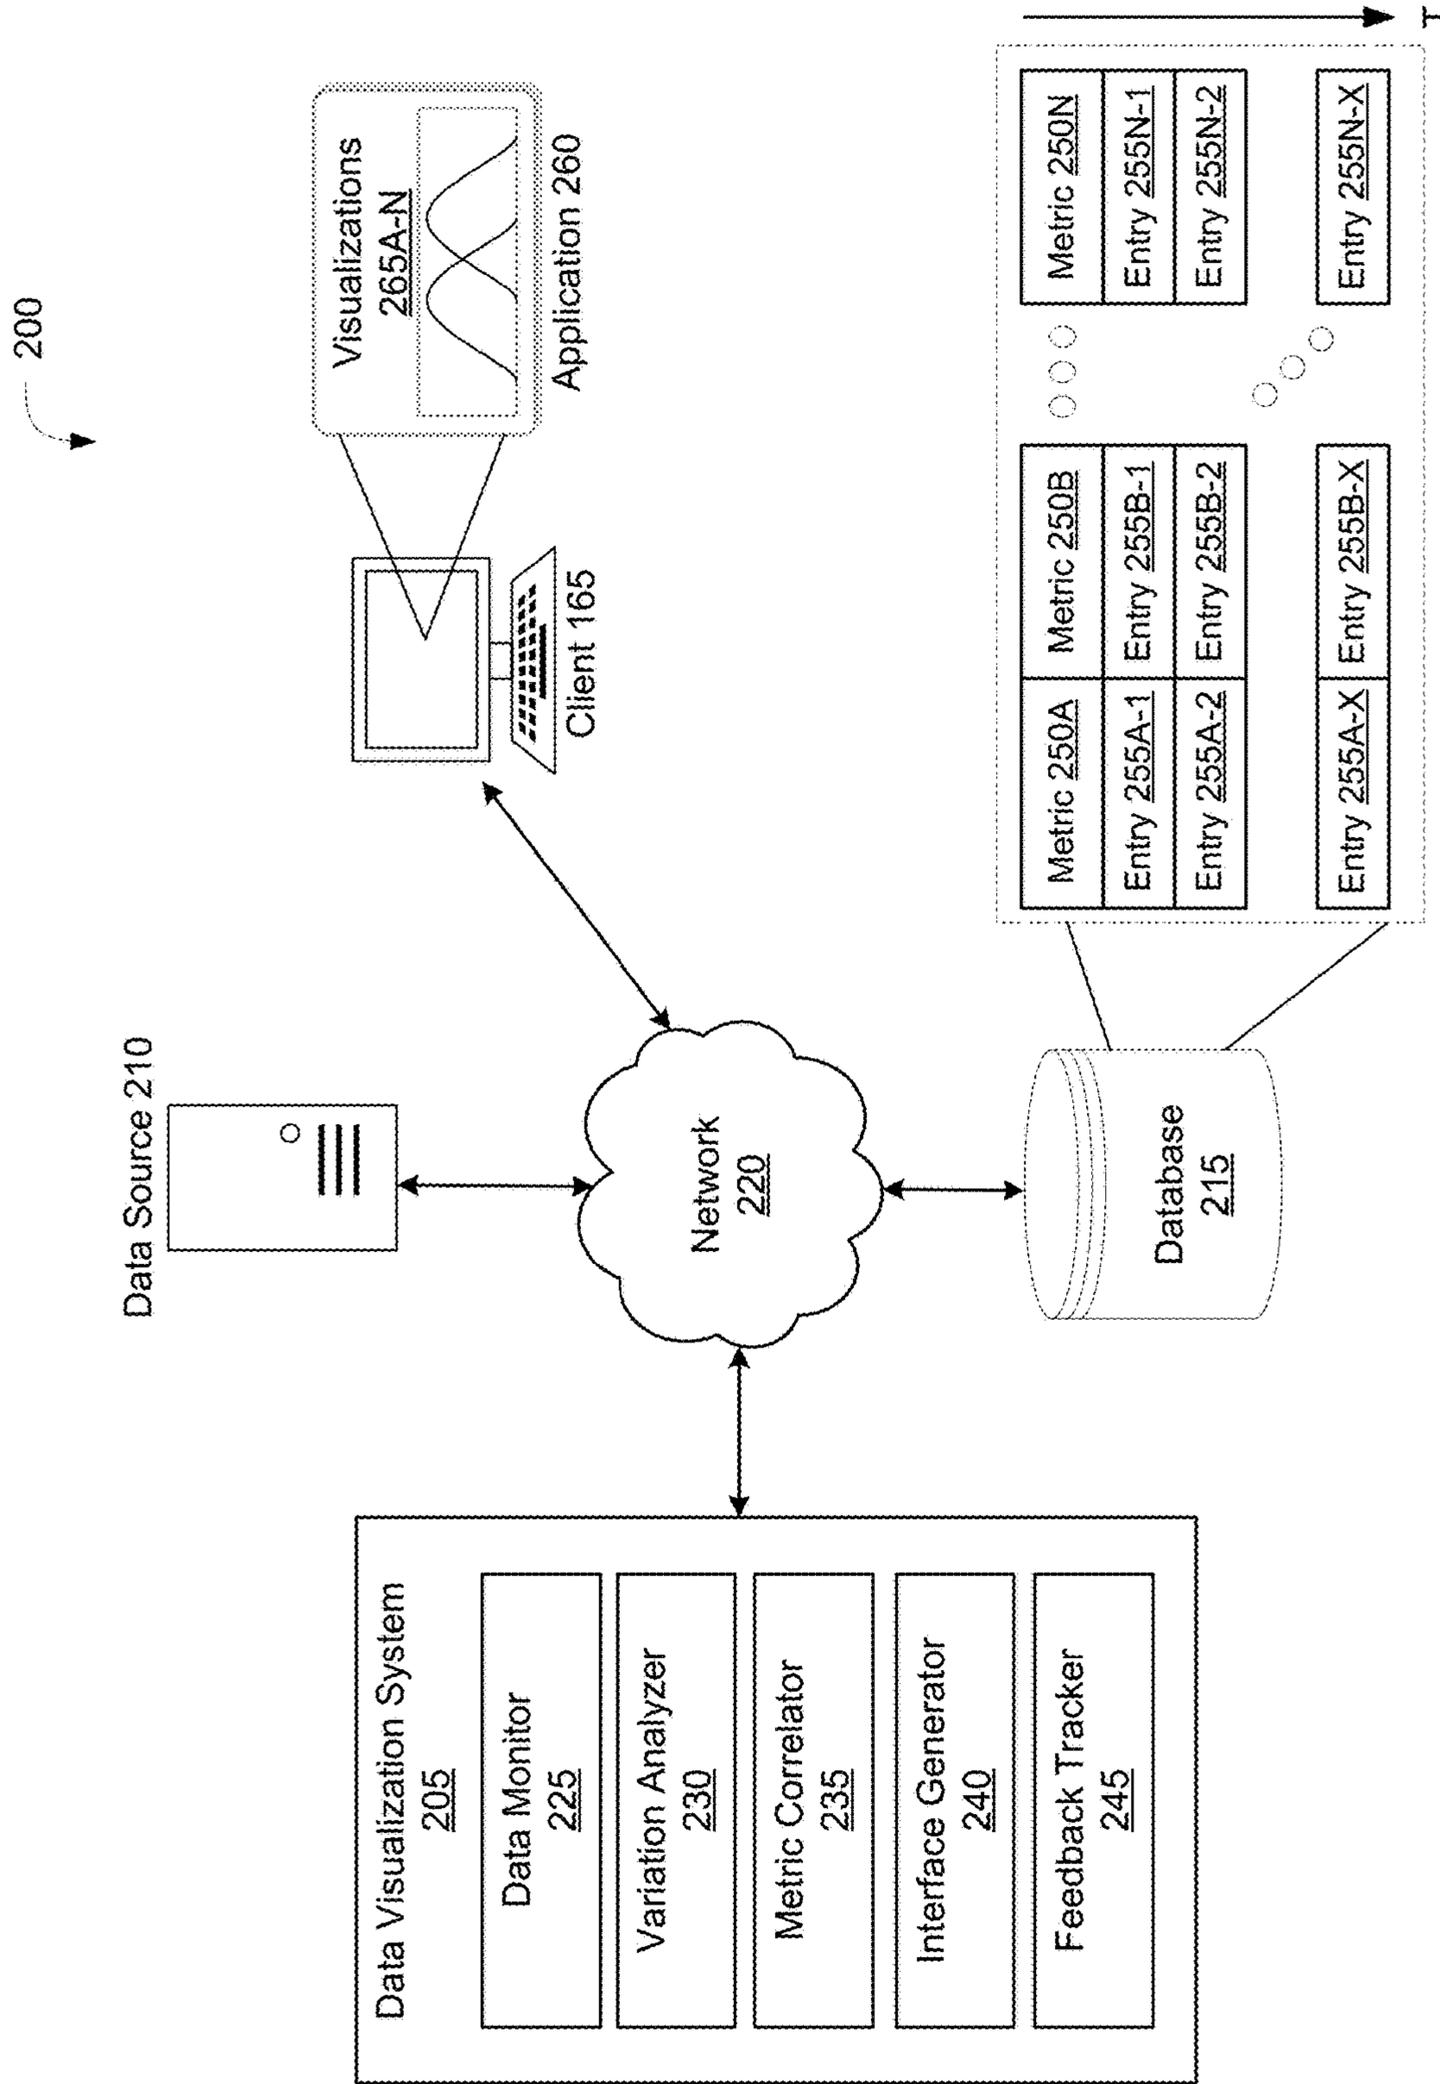 200
Data Source 210
Visualizations
265A-N
Application 260
Client 165
Data Visualization System
205
Data Monitor
225
Variation Analyzer
230
Metric Correlator
235
Interface Generator
240
Feedback Tracker
245
Network
220
Database
215
Metric 250A
Metric 250B
Metric 250N
Entry 255A-1
Entry 255B-1
Entry 255N-1
Entry 255A-2
Entry 255B-2
Entry 255N-2
Entry 255A-X
Entry 255B-X
Entry 255N-X